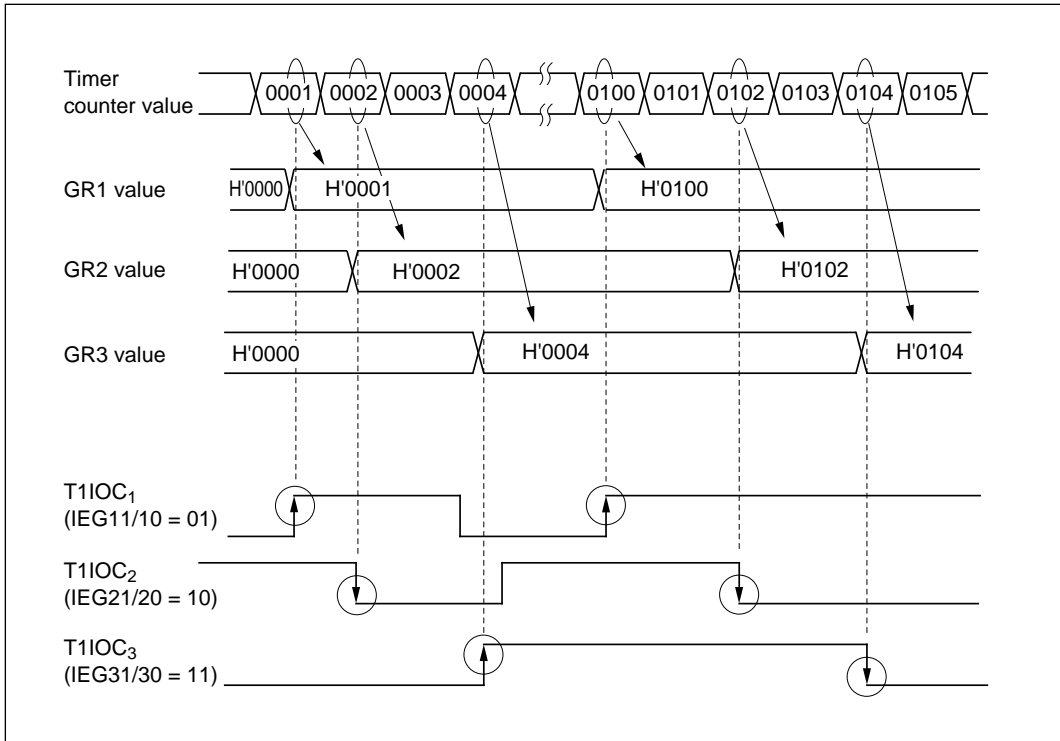 Timer
counter value
0001 0002 0003 0004 0100 0101 0102 0103 0104 0105
GR1 value
H'0000 H'0001 H'0100
GR2 value
H'0000 H'0002 H'0102
GR3 value
H'0000 H'0004 H'0104
T1IOC₁
(IEG11/10 = 01)
T1IOC₂
(IEG21/20 = 10)
T1IOC₃
(IEG31/30 = 11)